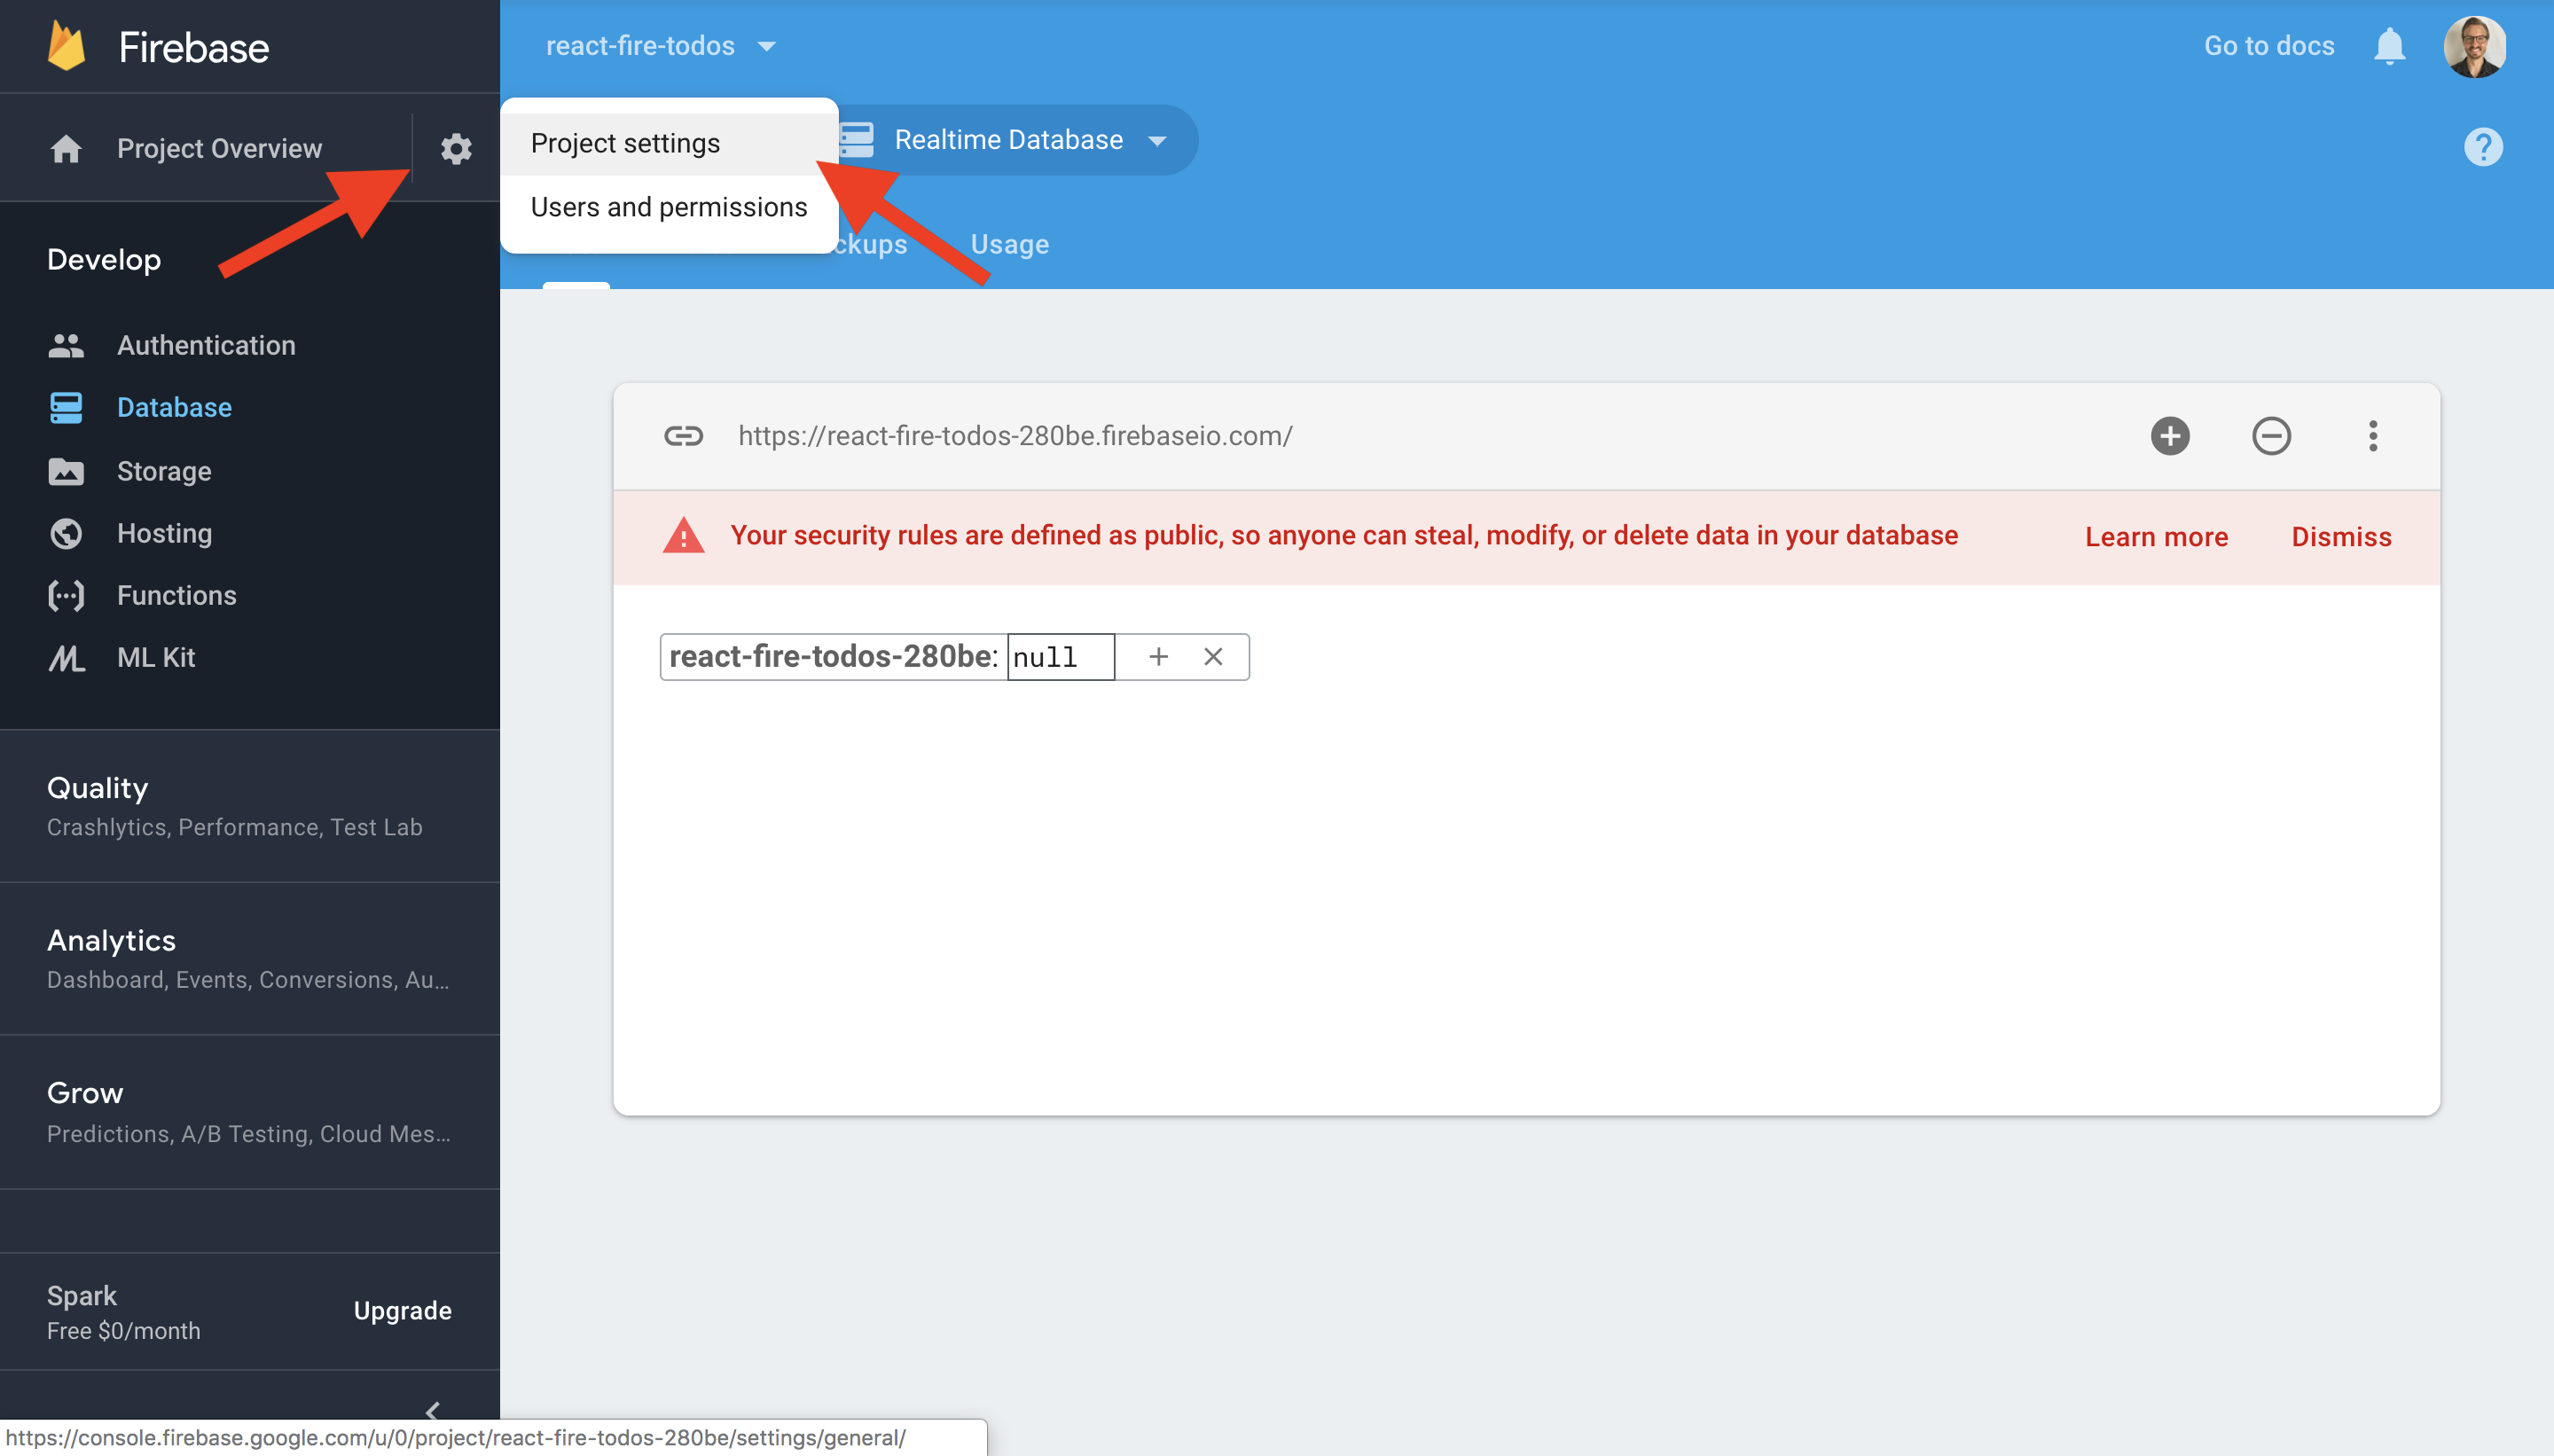 Firebase
react-fire-todos
Go to docs
Project Overview
Project settings
Realtime Database
Users and permissions
ckups
Usage
Develop
Authentication
Database
Storage
Hosting
Functions
ML Kit
https://react-fire-todos-280be.firebaseio.com/
Your security rules are defined as public, so anyone can steal, modify, or delete data in your database
Learn more
Dismiss
react-fire-todos-280be: null
Quality
Crashlytics, Performance, Test Lab
Analytics
Dashboard, Events, Conversions, Au...
Grow
Predictions, A/B Testing, Cloud Mes...
Spark
Free $0/month
Upgrade
https://console.firebase.google.com/u/0/project/react-fire-todos-280be/settings/general/